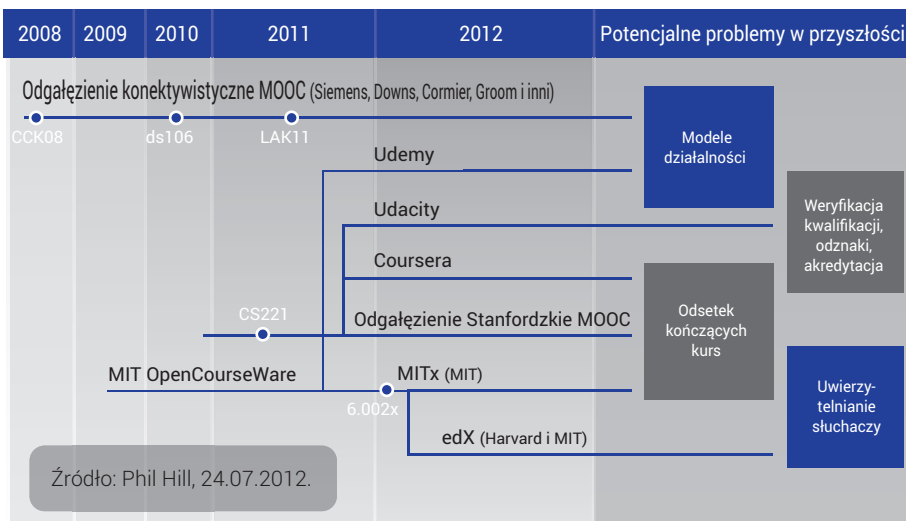 2008 2009 2010 2011 2012 Potencjalne problemy w przyszłości
Odgałęzienie konektywistyczne MOOC (Siemens, Downs, Cormier, Groom i inni)
CCK08 ds106 LAK11
Modele
działalności
Udemy
Udacity
Weryfikacja
kwalifikacji,
odznaki,
akredytacja
Coursera
CS221
Odgałęzienie Stanfordzkie MOOC
Odsetek
kończących
kurs
MIT OpenCourseWare
MITx (MIT)
6.002x
Uwierzy-
telnianie
słuchaczy
edX (Harvard i MIT)
Źródło: Phil Hill, 24.07.2012.